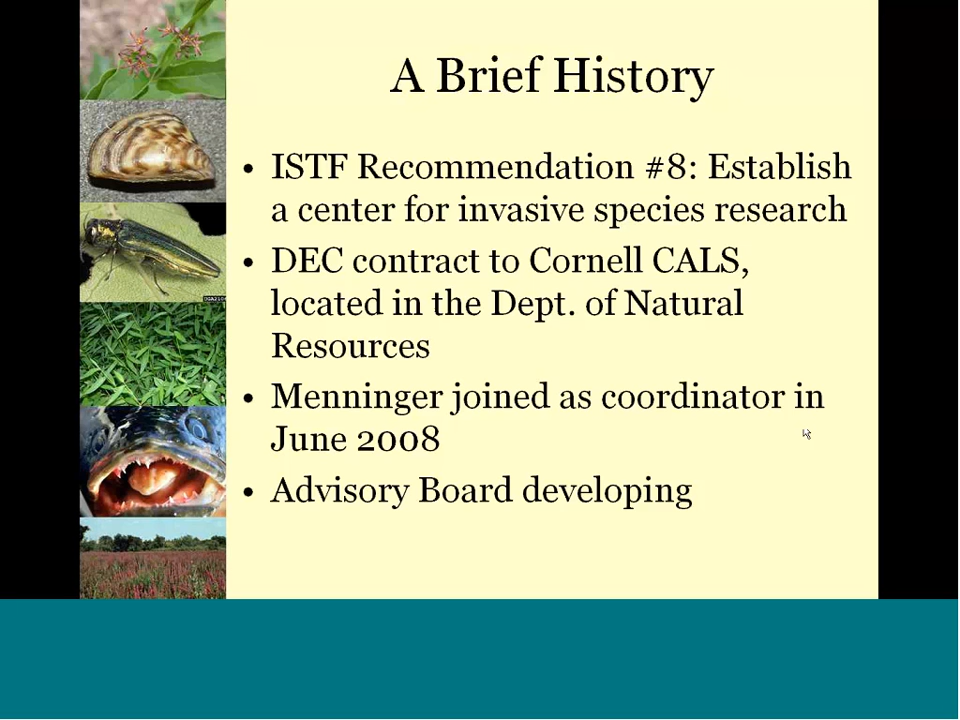 A Brief History
• ISTF Recommendation #8: Establish
a center for invasive species research
• DEC contract to Cornell CALS,
located in the Dept. of Natural
Resources
• Menninger joined as coordinator in
June 2008
• Advisory Board developing